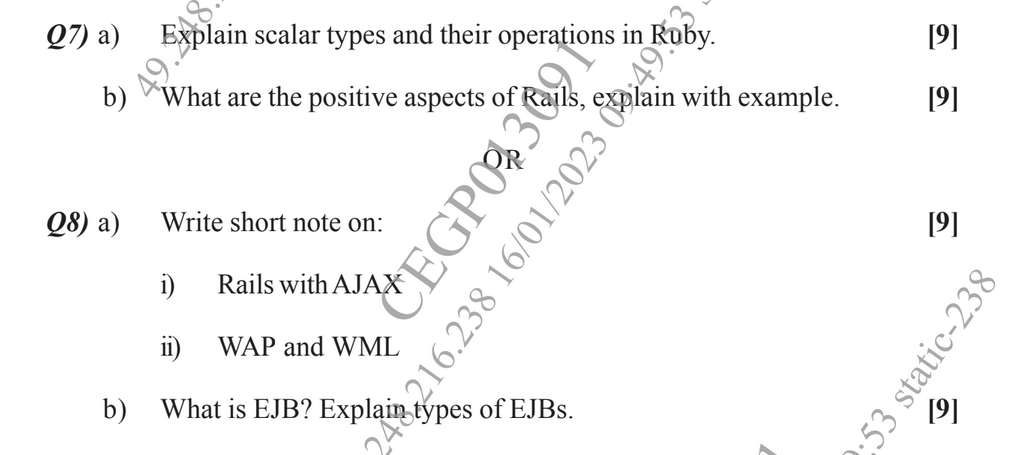 Q7) a) Explain scalar types and their operations in Ruby. [9]
b) What are the positive aspects of Rails, explain with example. [9]
OR
Q8) a) Write short note on: [9]
i) Rails with AJAX
ii) WAP and WML
b) What is EJB? Explain types of EJBs. [9]
49.248.
CEGP013091
248.216.238 16/01/2023 09:49:53
:53 static-238